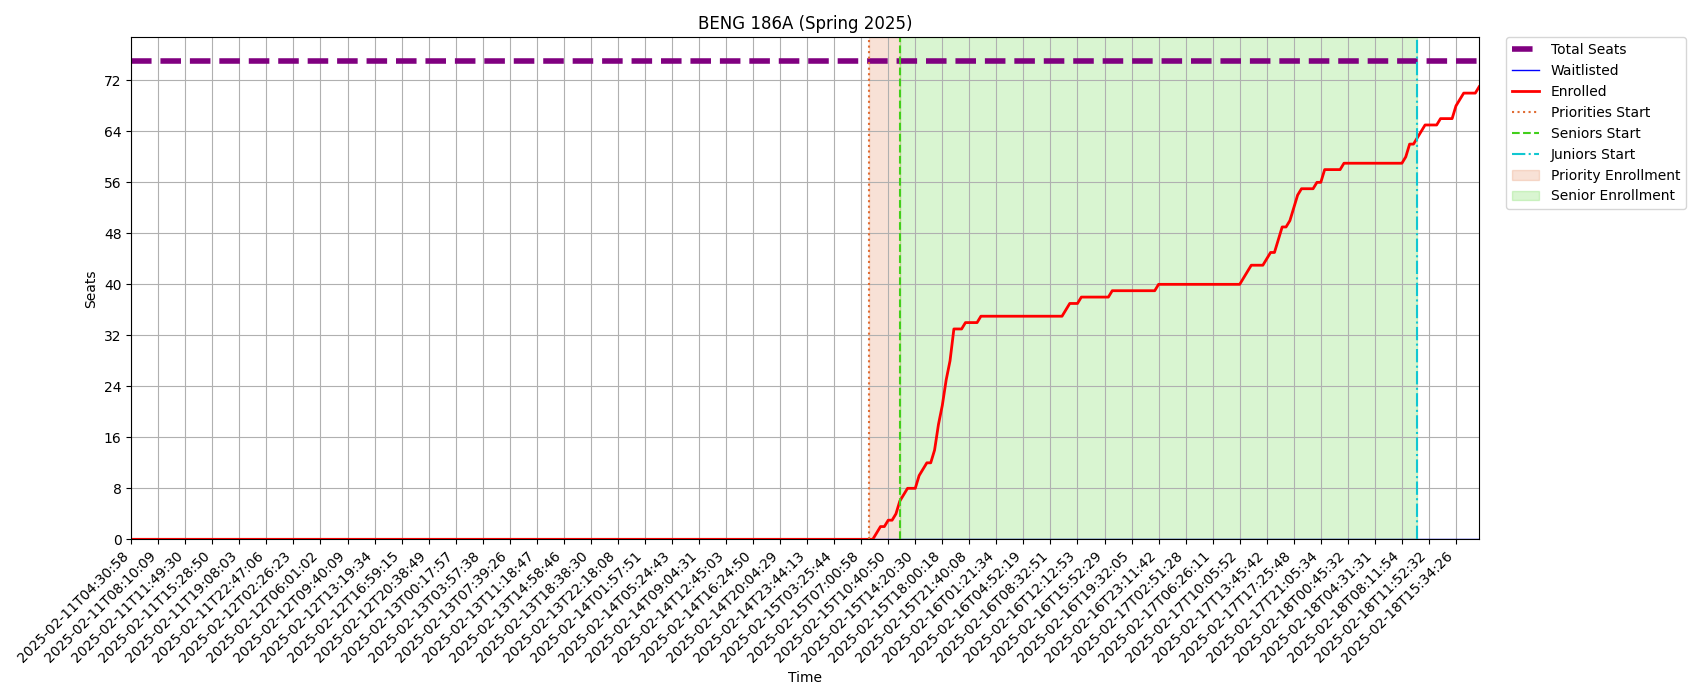 BENG 186A (Spring 2025)
Total Seats
Waitlisted
Enrolled
Priorities Start
Seniors Start
Juniors Start
Priority Enrollment
Senior Enrollment
Seats
72
64
56
48
40
32
24
16
8
0
2025-02-11T04:30:58
2025-02-11T08:10:09
2025-02-11T11:49:30
2025-02-11T15:28:50
2025-02-11T19:08:03
2025-02-11T22:47:06
2025-02-12T02:26:23
2025-02-12T06:01:02
2025-02-12T09:40:09
2025-02-12T13:19:34
2025-02-12T16:59:15
2025-02-12T20:38:49
2025-02-13T00:17:57
2025-02-13T03:57:38
2025-02-13T07:39:26
2025-02-13T11:18:47
2025-02-13T14:58:46
2025-02-13T18:38:30
2025-02-13T22:18:08
2025-02-14T01:57:51
2025-02-14T05:24:43
2025-02-14T09:04:31
2025-02-14T12:45:03
2025-02-14T16:24:50
2025-02-14T20:04:29
2025-02-14T23:44:13
2025-02-15T03:25:44
2025-02-15T07:00:58
2025-02-15T10:40:50
2025-02-15T14:20:30
2025-02-15T18:00:18
2025-02-15T21:40:08
2025-02-16T01:21:34
2025-02-16T04:52:19
2025-02-16T08:32:51
2025-02-16T12:12:53
2025-02-16T15:52:29
2025-02-16T19:32:05
2025-02-16T23:11:42
2025-02-17T02:51:28
2025-02-17T06:26:11
2025-02-17T10:05:52
2025-02-17T13:45:42
2025-02-17T17:25:48
2025-02-17T21:05:34
2025-02-18T00:45:32
2025-02-18T04:31:31
2025-02-18T08:11:54
2025-02-18T11:52:32
2025-02-18T15:34:26
Time